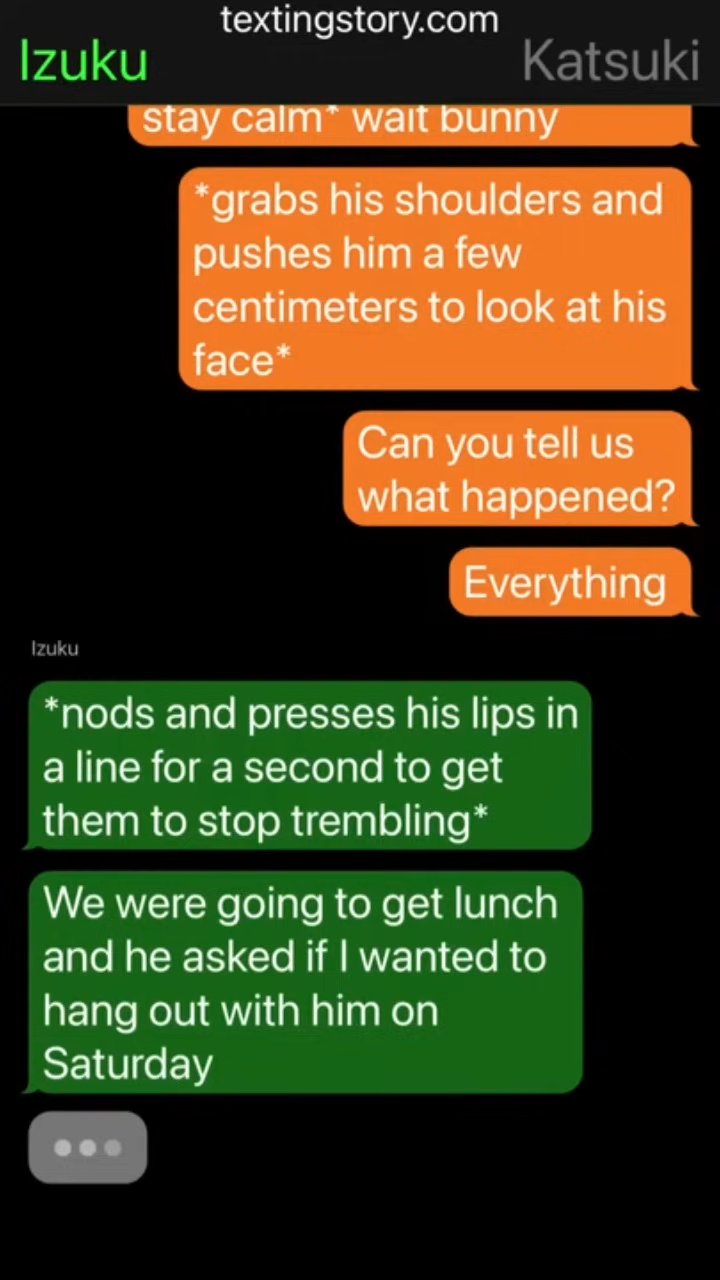 textingstory.com
Izuku
Katsuki
stay calm* wait bunny
*grabs his shoulders and
pushes him a few
centimeters to look at his
face*
Can you tell us
what happened?
Everything
Izuku
*nods and presses his lips in
a line for a second to get
them to stop trembling*
We were going to get lunch
and he asked if I wanted to
hang out with him on
Saturday